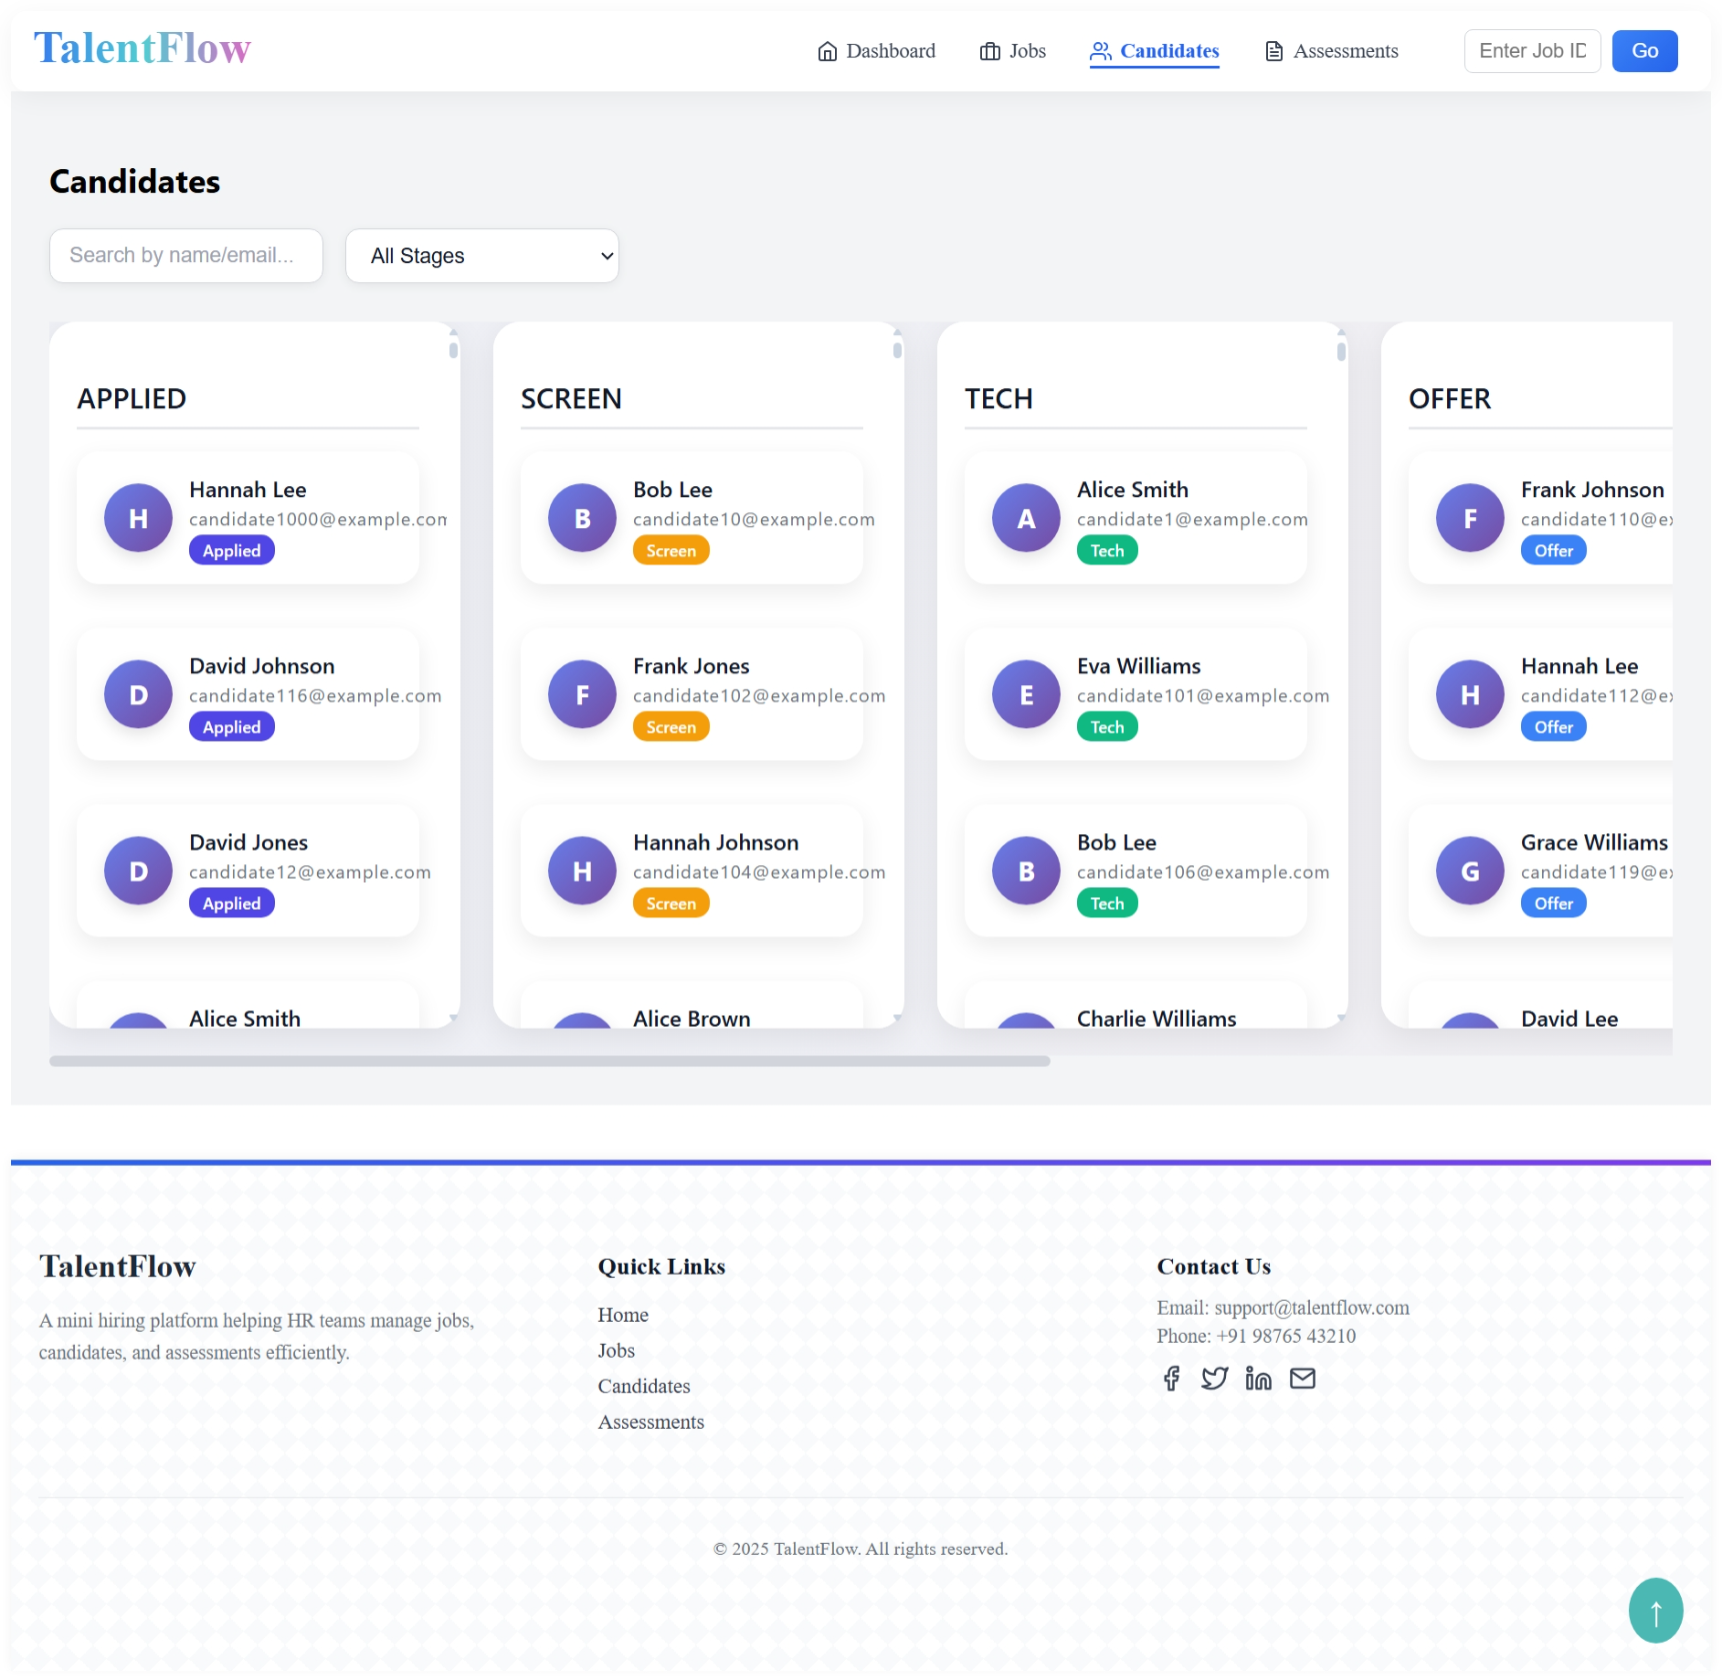 TalentFlow
Dashboard
Jobs
Candidates
Assessments
Enter Job ID
Go
Candidates
Search by name/email...
All Stages
APPLIED
H
Hannah Lee
candidate1000@example.com
Applied
D
David Johnson
candidate116@example.com
Applied
D
David Jones
candidate12@example.com
Applied
Alice Smith
SCREEN
B
Bob Lee
candidate10@example.com
Screen
F
Frank Jones
candidate102@example.com
Screen
H
Hannah Johnson
candidate104@example.com
Screen
Alice Brown
TECH
A
Alice Smith
candidate1@example.com
Tech
E
Eva Williams
candidate101@example.com
Tech
B
Bob Lee
candidate106@example.com
Tech
Charlie Williams
OFFER
F
Frank Johnson
candidate110@ex
Offer
H
Hannah Lee
candidate112@ex
Offer
G
Grace Williams
candidate119@ex
Offer
David Lee
TalentFlow
A mini hiring platform helping HR teams manage jobs,
candidates, and assessments efficiently.
Quick Links
Home
Jobs
Candidates
Assessments
Contact Us
Email: support@talentflow.com
Phone: +91 98765 43210
© 2025 TalentFlow. All rights reserved.
↑